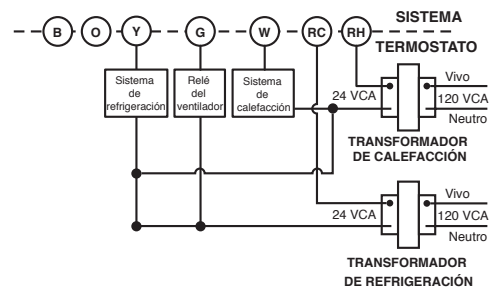 SISTEMA
B O Y G W RC RH
TERMOSTATO
Sistema
de
refrigeración
Relé
del
ventilador
Sistema
de
calefacción
24 VCA
Vivo
120 VCA
Neutro
TRANSFORMADOR
DE CALEFACCIÓN
24 VCA
Vivo
120 VCA
Neutro
TRANSFORMADOR
DE REFRIGERACIÓN